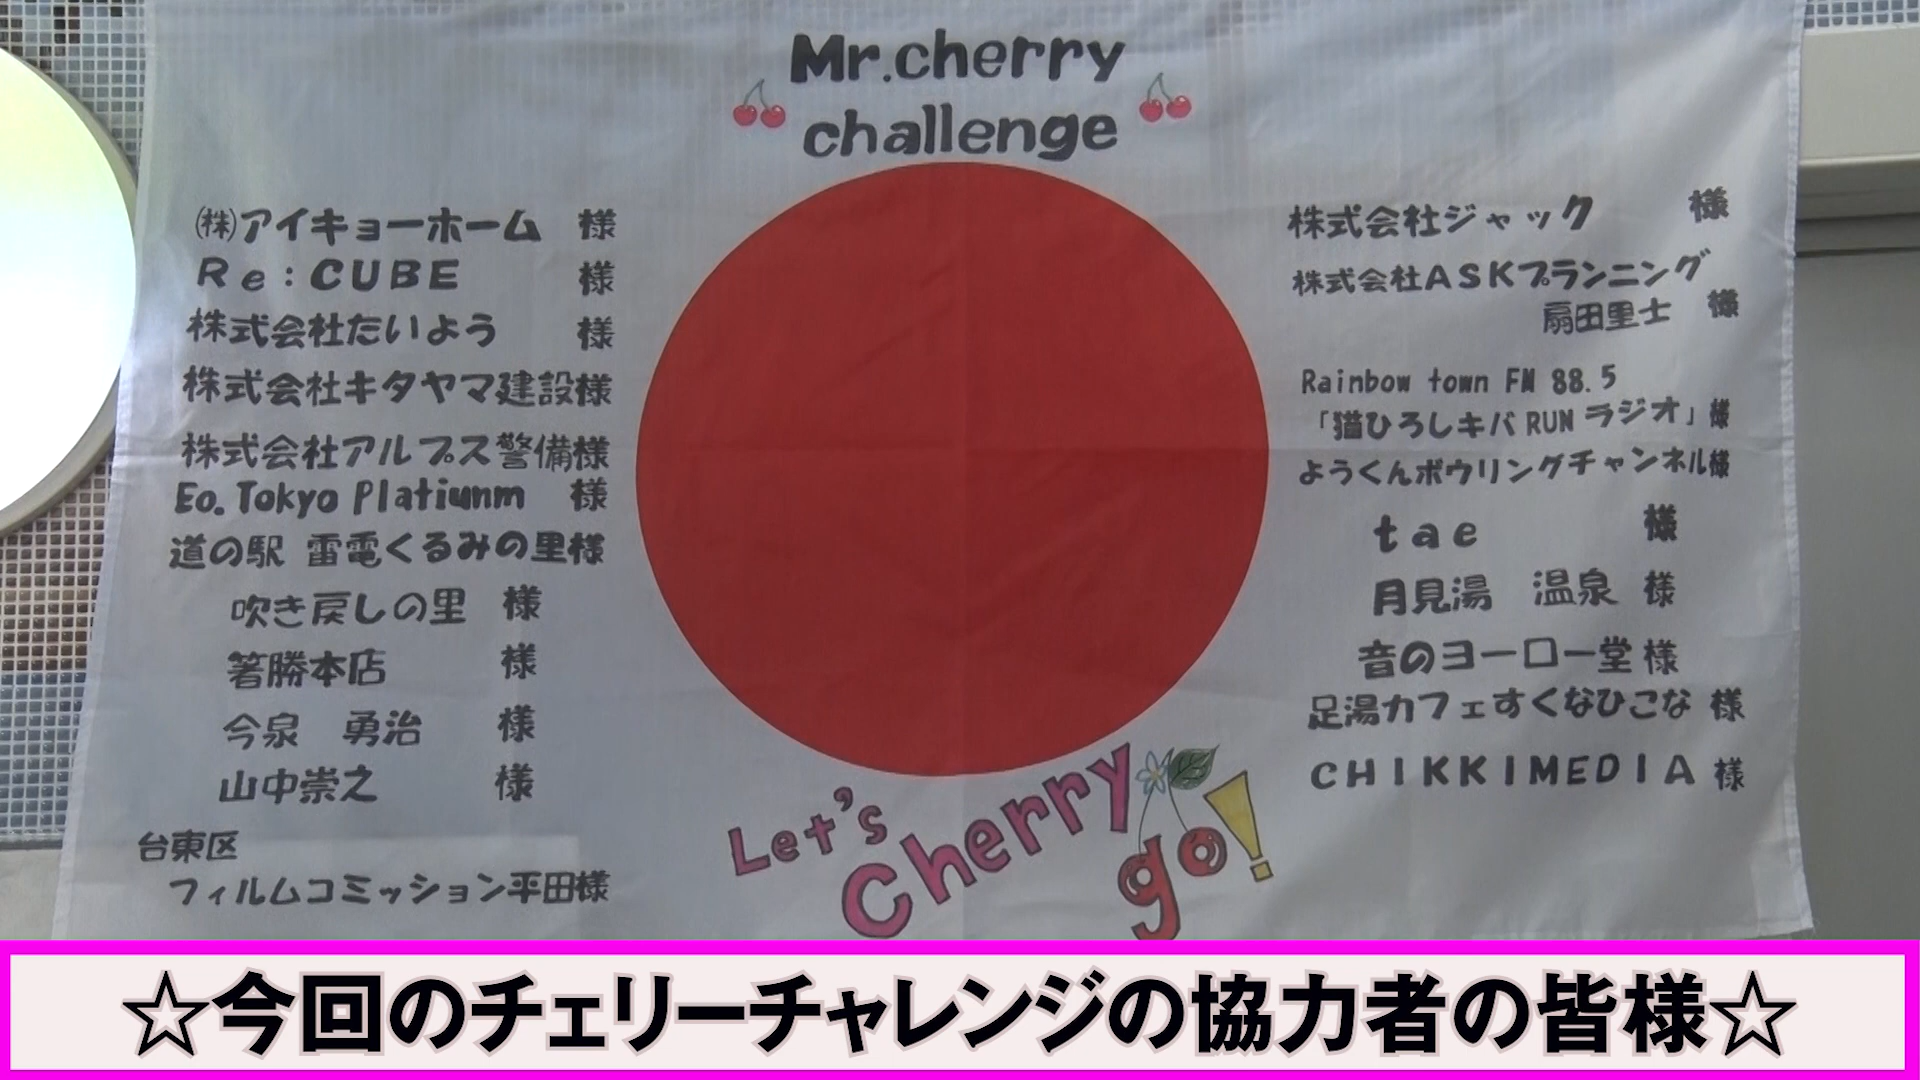 Mr.cherry
challenge
㈱アイキョーホーム 様
Re:CUBE 様
株式会社たいよう 様
株式会社キタヤマ建設様
株式会社アルプス警備様
Eo.Tokyo Platiunm 様
道の駅 雷電くるみの里様
吹き戻しの里 様
箸勝本店 様
今泉 勇治 様
山中崇之 様
台東区
フィルムコミッション平田様
株式会社ジャック 様
株式会社ASKプランニング
扇田里士 様
Rainbow town FM 88.5
「猫ひろしキバRUNラジオ」様
ようくんボウリングチャンネル様
tae 様
月見湯 温泉 様
音のヨーロー堂様
足湯カフェすくなひこな 様
CHIKKIMEDIA 様
Let's
Cherry
go!
☆今回のチェリーチャレンジの協力者の皆様☆